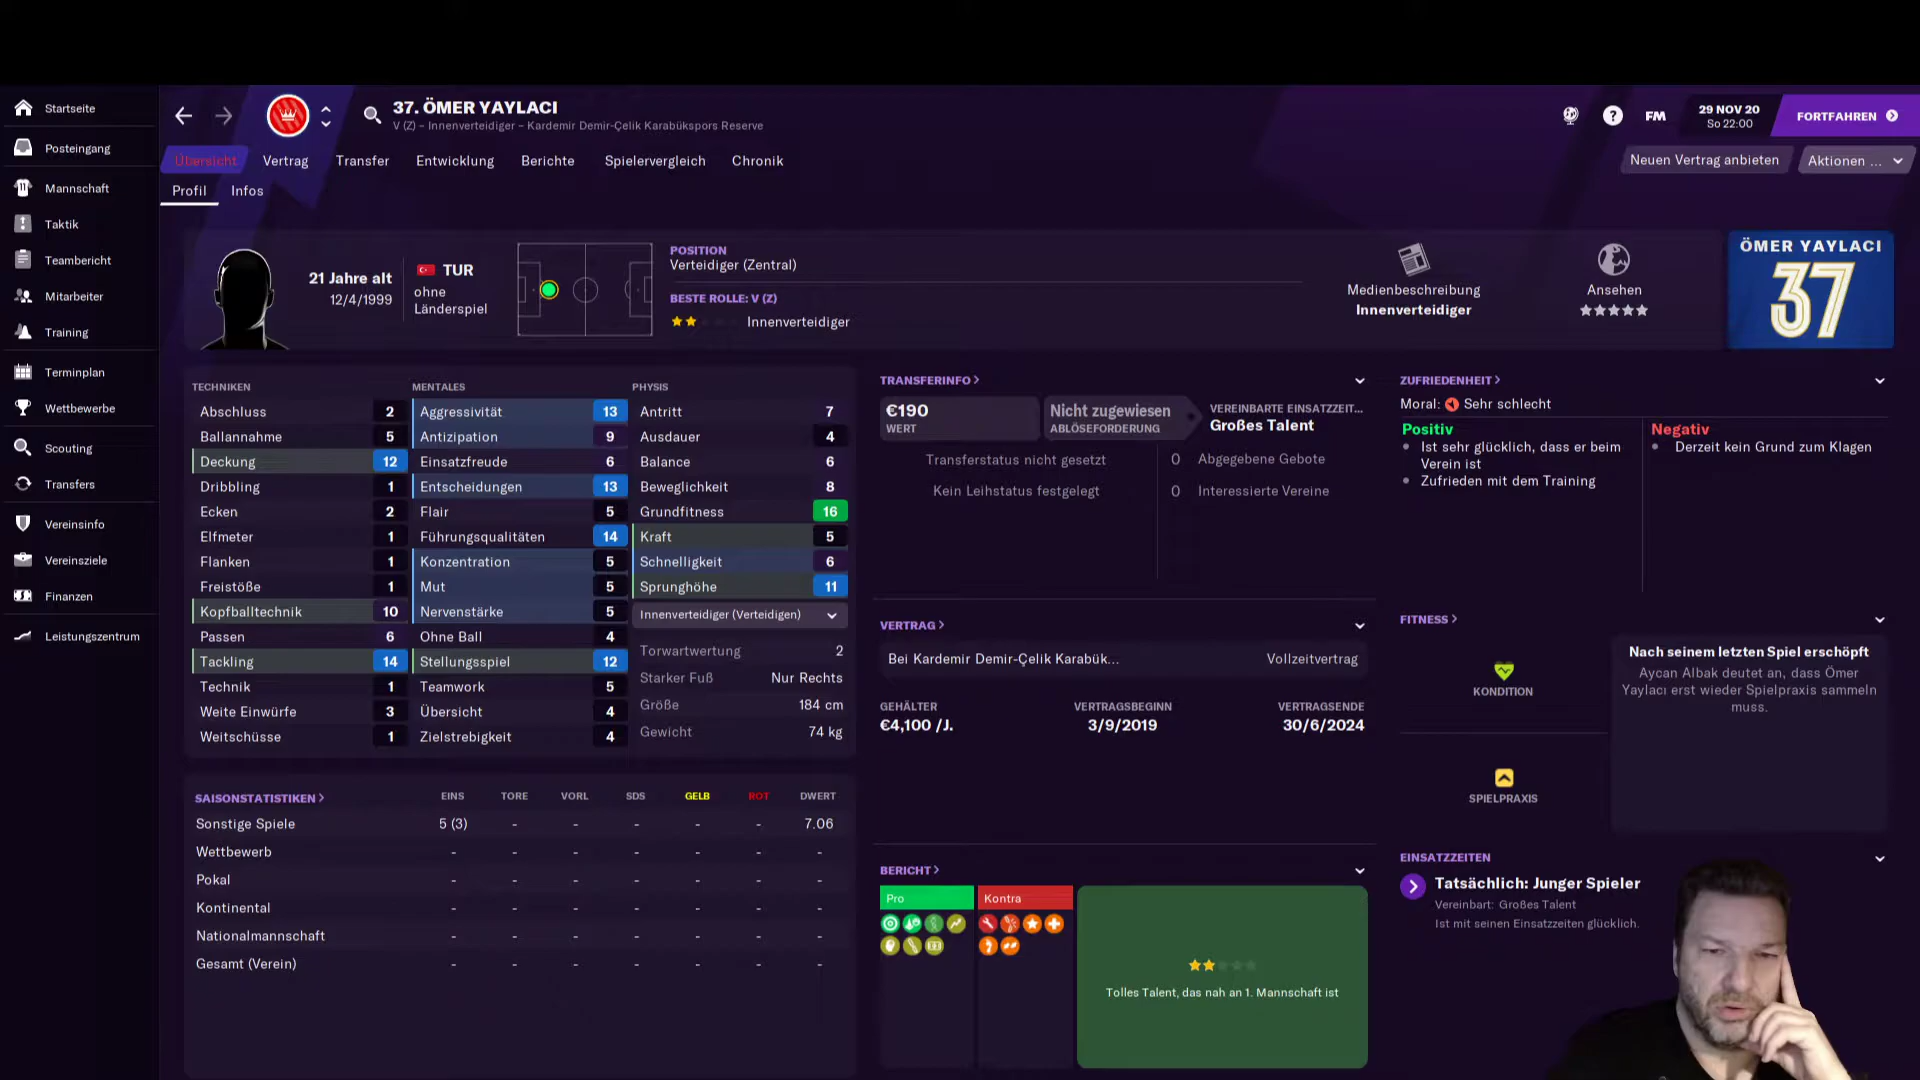 Startseite
Posteingang
Mannschaft
Taktik
Teambericht
Mitarbeiter
Training
Terminplan
Wettbewerbe
Scouting
Transfers
Vereinsinfo
Vereinsziele
Finanzen
Leistungszentrum
37. ÖMER YAYLACI
V (Z) – Innenverteidiger – Kardemir Demir-Çelik Karabükspors Reserve
FM
29 NOV 20
So 22:00
FORTFAHREN
Übersicht Vertrag Transfer Entwicklung Berichte Spielervergleich Chronik
Neuen Vertrag anbieten
Aktionen ...
Profil Infos
21 Jahre alt
12/4/1999
TUR
ohne
Länderspiel
POSITION
Verteidiger (Zentral)
BESTE ROLLE: V (Z)
Innenverteidiger
Medienbeschreibung
Innenverteidiger
Ansehen
ÖMER YAYLACI
37
TECHNIKEN
Abschluss 2
Ballannahme 5
Deckung 12
Dribbling 1
Ecken 2
Elfmeter 1
Flanken 1
Freistöße 1
Kopfballtechnik 10
Passen 6
Tackling 14
Technik 1
Weite Einwürfe 3
Weitschüsse 1
MENTALES
Aggressivität 13
Antizipation 9
Einsatzfreude 6
Entscheidungen 13
Flair 5
Führungsqualitäten 14
Konzentration 5
Mut 5
Nervenstärke 5
Ohne Ball 4
Stellungsspiel 12
Teamwork 5
Übersicht 4
Zielstrebigkeit 4
PHYSIS
Antritt 7
Ausdauer 4
Balance 6
Beweglichkeit 8
Grundfitness 16
Kraft 5
Schnelligkeit 6
Sprunghöhe 11
Innenverteidiger (Verteidigen)
Torwartwertung 2
Starker Fuß Nur Rechts
Größe 184 cm
Gewicht 74 kg
TRANSFERINFO
€190
WERT
Nicht zugewiesen
ABLÖSEFORDERUNG
VEREINBARTE EINSATZZEIT...
Großes Talent
Transferstatus nicht gesetzt
Kein Leihstatus festgelegt
0 Abgegebene Gebote
0 Interessierte Vereine
VERTRAG
Bei Kardemir Demir-Çelik Karabük... Vollzeitvertrag
GEHÄLTER VERTRAGSBEGINN VERTRAGSENDE
€4,100 /J. 3/9/2019 30/6/2024
BERICHT
Pro Kontra
Tolles Talent, das nah an 1. Mannschaft ist
ZUFRIEDENHEIT
Moral: Sehr schlecht
Positiv
Ist sehr glücklich, dass er beim
Verein ist
Zufrieden mit dem Training
Negativ
Derzeit kein Grund zum Klagen
FITNESS
KONDITION
SPIELPRAXIS
Nach seinem letzten Spiel erschöpft
Aycan Albak deutet an, dass Ömer
Yaylacı erst wieder Spielpraxis sammeln
muss.
EINSATZZEITEN
Tatsächlich: Junger Spieler
Vereinbart: Großes Talent
Ist mit seinen Einsatzzeiten glücklich.
SAISONSTATISTIKEN EINS TORE VORL SDS GELB ROT DWERT
Sonstige Spiele 5 (3) - - - - - 7.06
Wettbewerb - - - - - - -
Pokal - - - - - - -
Kontinental - - - - - - -
Nationalmannschaft - - - - - - -
Gesamt (Verein) - - - - - - -